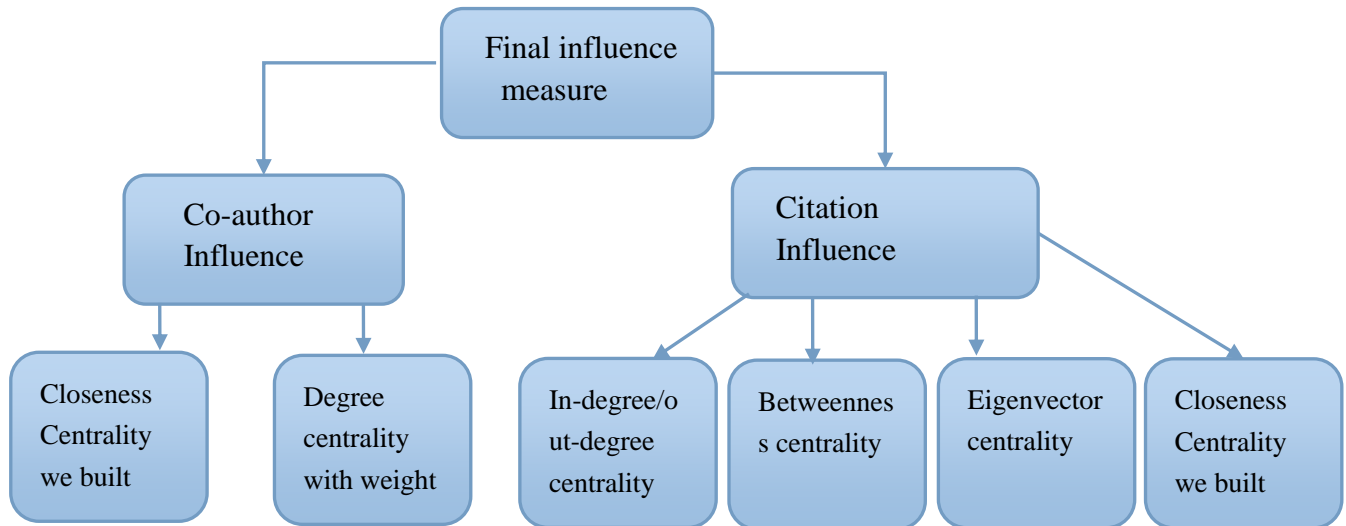 Final influence
measure
Co-author
Influence
Citation
Influence
Closeness
Centrality
we built
Degree
centrality
with weight
In-degree/o
ut-degree
centrality
Betweennes
s centrality
Eigenvector
centrality
Closeness
Centrality
we built